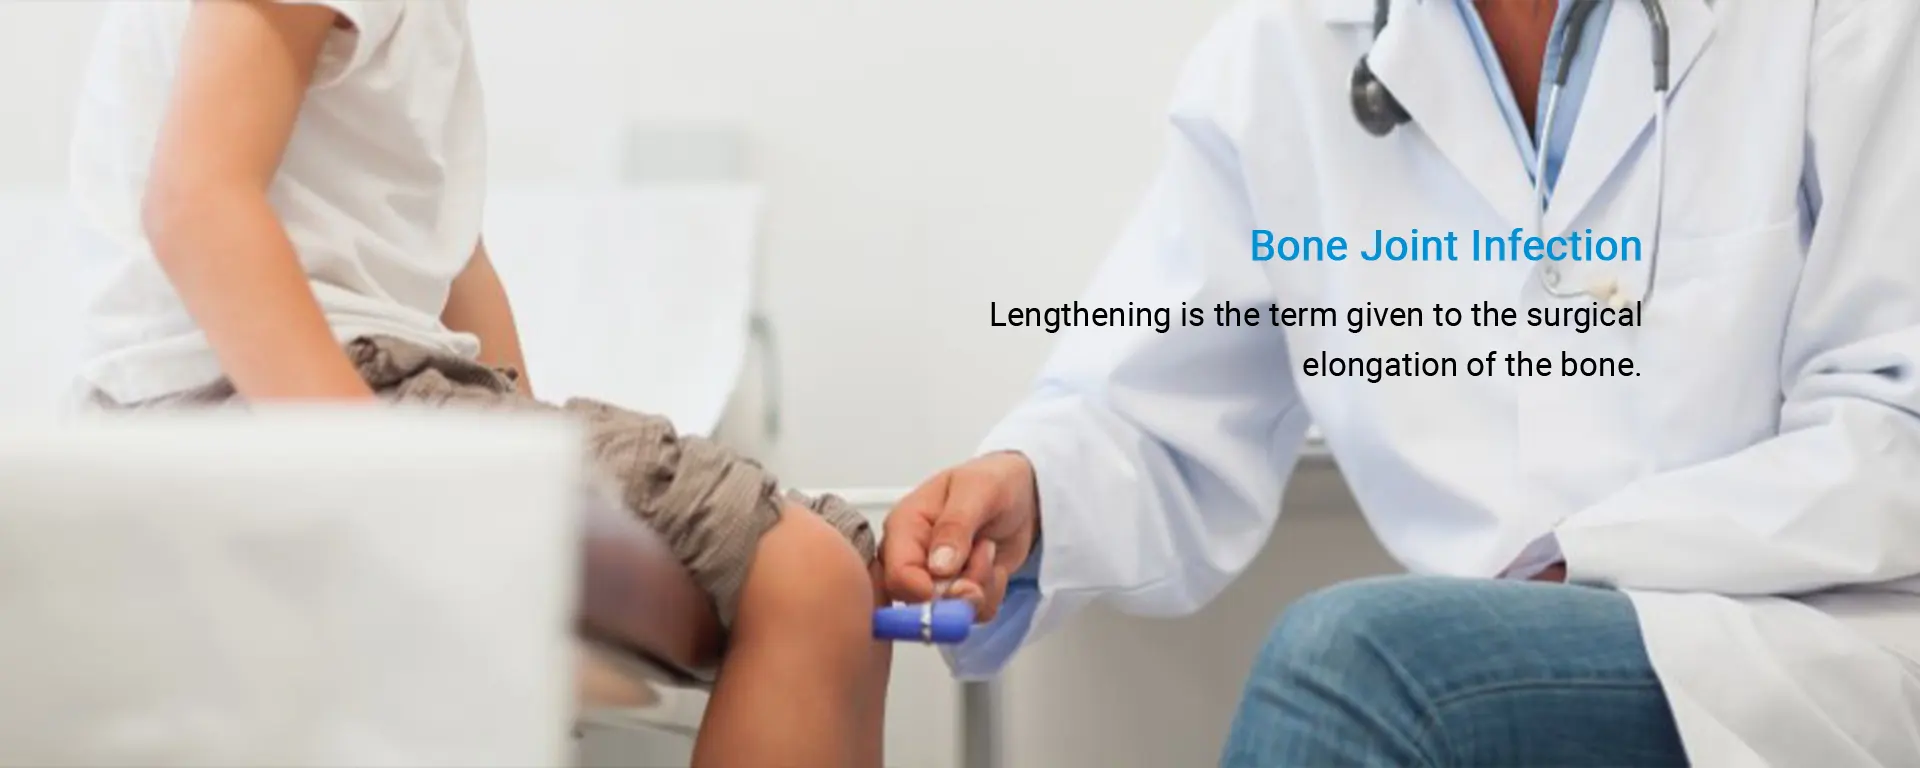 Bone Joint Infection
Lengthening is the term given to the surgical
elongation of the bone.